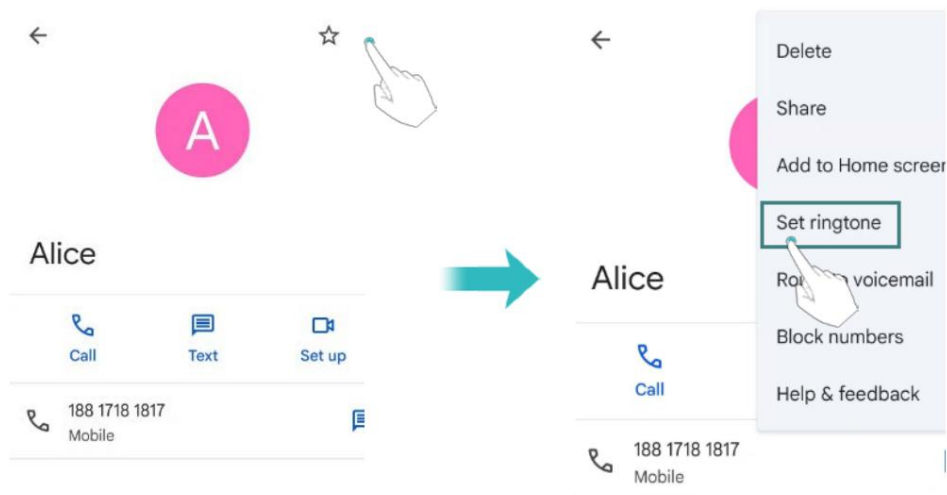 A
Alice
Call
Text
Set up
188 1718 1817
Mobile
Delete
Share
Add to Home screen
Set ringtone
voicemail
Block numbers
Help & feedback
Alice
Call
188 1718 1817
Mobile